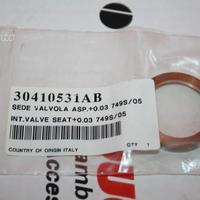 30410531AB
SEDE VALVOLA ASP.+0.03 749S/05
INT.VALVE SEAT+0.03 749S/05
COUNTRY OF ORIGIN ITALY
QTY 1